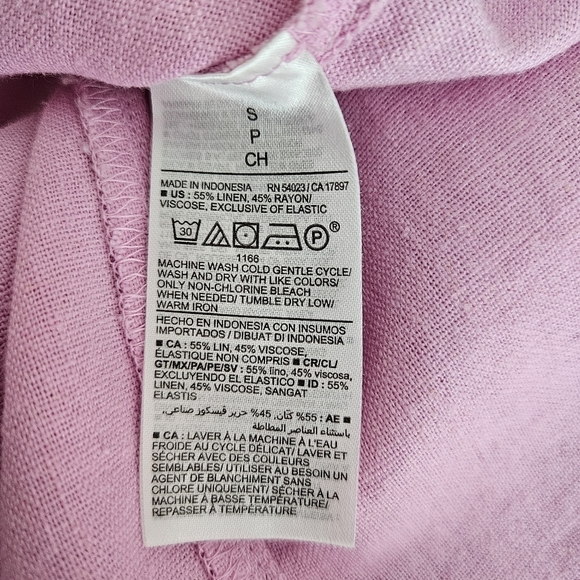 S
P
CH
MADE IN INDONESIA RN 54023 / CA 17897
■ US : 55% LINEN, 45% RAYON/
VISCOSE, EXCLUSIVE OF ELASTIC
30 P ®
1166
MACHINE WASH COLD GENTLE CYCLE/
WASH AND DRY WITH LIKE COLORS/
ONLY NON-CHLORINE BLEACH
WHEN NEEDED/ TUMBLE DRY LOW/
WARM IRON
HECHO EN INDONESIA CON INSUMOS
IMPORTADOS / DIBUAT DI INDONESIA
■ CA : 55% LIN, 45% VISCOSE,
ÉLASTIQUE NON COMPRIS ■ CR/CL/
GT/MX/PA/PE/SV : 55% lino, 45% viscosa,
EXCLUYENDO EL ELASTICO ■ ID : 55%
LINEN, 45% VISCOSE, SANGAT
ELASTIS
■ AE : 55% كتان, 45% حرير فيسكوز صناعي,
باستثناء العناصر المطاطة
■ CA : LAVER À LA MACHINE À L'EAU
FROIDE AU CYCLE DÉLICAT/ LAVER ET
SÉCHER AVEC DES COULEURS
SEMBLABLES/ UTILISER AU BESOIN UN
AGENT DE BLANCHIMENT SANS
CHLORE UNIQUEMENT/ SÉCHER À LA
MACHINE À BASSE TEMPÉRATURE/
REPASSER À TEMPÉRATURE